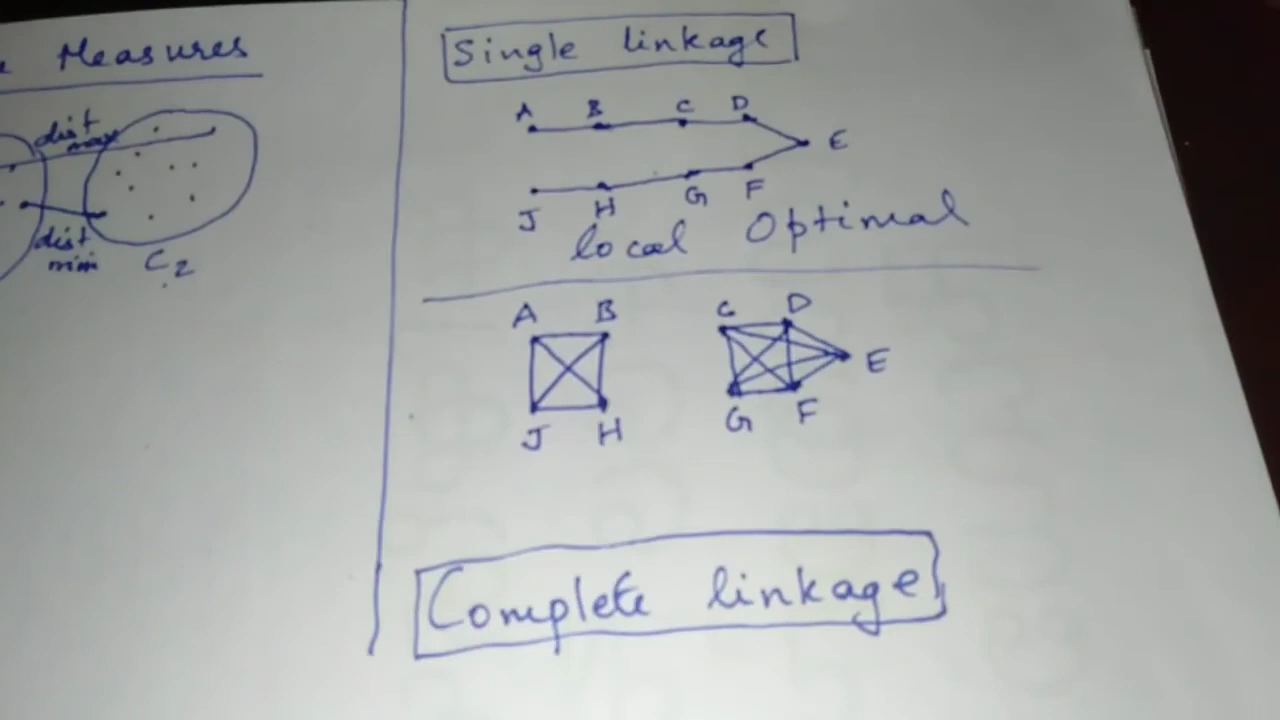 Measures
dist
max
dist
min
C2
Single linkage
A B C D
E
J H G F
local Optimal
A B C D
E
J H G F
Complete linkage